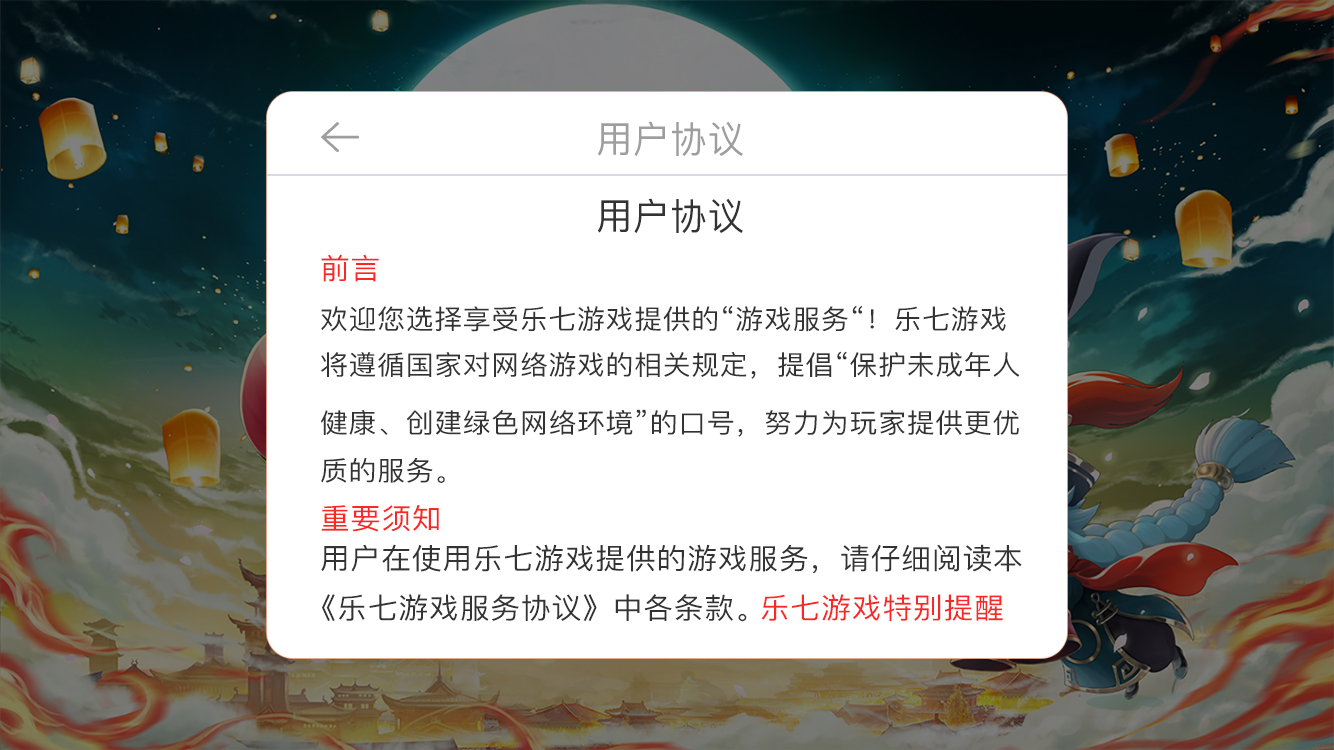 用户协议
用户协议
前言
欢迎您选择享受乐七游戏提供的“游戏服务“！乐七游戏
将遵循国家对网络游戏的相关规定，提倡“保护未成年人
健康、创建绿色网络环境”的口号，努力为玩家提供更优
质的服务。
重要须知
用户在使用乐七游戏提供的游戏服务，请仔细阅读本
《乐七游戏服务协议》中各条款。乐七游戏特别提醒